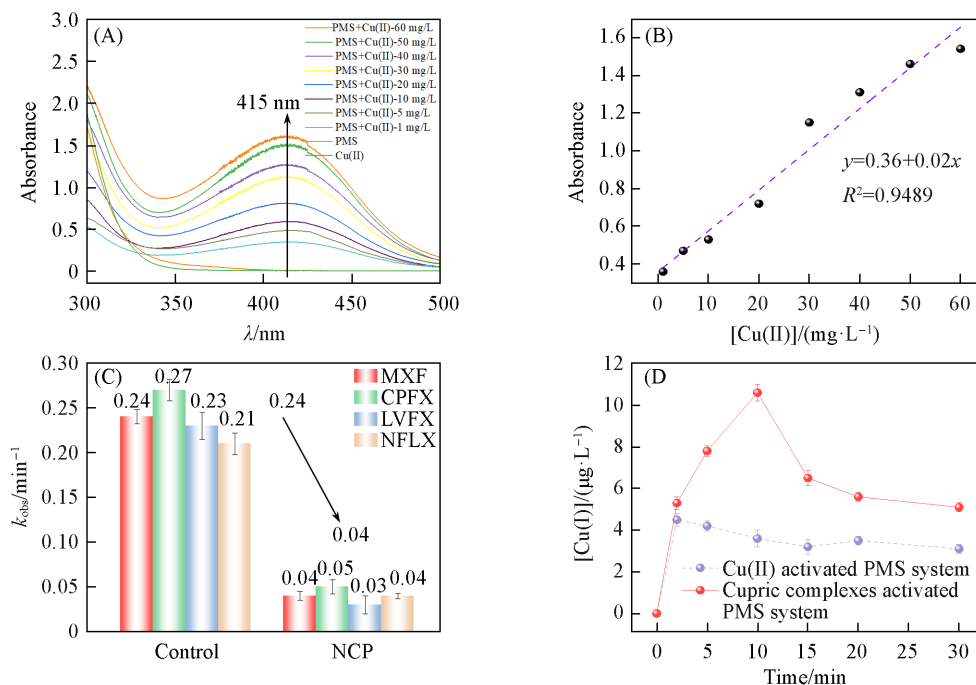 (A)
3.0
2.5
2.0
1.5
1.0
0.5
0
Absorbance
300
350
400
450
500
λ/nm
415 nm
PMS+Cu(II)-60 mg/L
PMS+Cu(II)-50 mg/L
PMS+Cu(II)-40 mg/L
PMS+Cu(II)-30 mg/L
PMS+Cu(II)-20 mg/L
PMS+Cu(II)-10 mg/L
PMS+Cu(II)-5 mg/L
PMS+Cu(II)-1 mg/L
PMS
Cu(II)
(B)
1.6
1.4
1.2
1.0
0.8
0.6
0.4
Absorbance
y=0.36+0.02x
R²=0.9489
0
10
20
30
40
50
60
[Cu(II)]/(mg·L⁻¹)
(C)
0.30
0.25
0.20
0.15
0.10
0.05
0
k_obs/min⁻¹
0.24
0.27
0.23
0.21
0.24
0.04
0.04
0.05
0.03
0.04
MXF
CPFX
LVFX
NFLX
Control
NCP
(D)
12
10
8
6
4
2
0
[Cu(I)]/(μg·L⁻¹)
Cu(II) activated PMS system
Cupric complexes activated
PMS system
0
5
10
15
20
25
30
Time/min